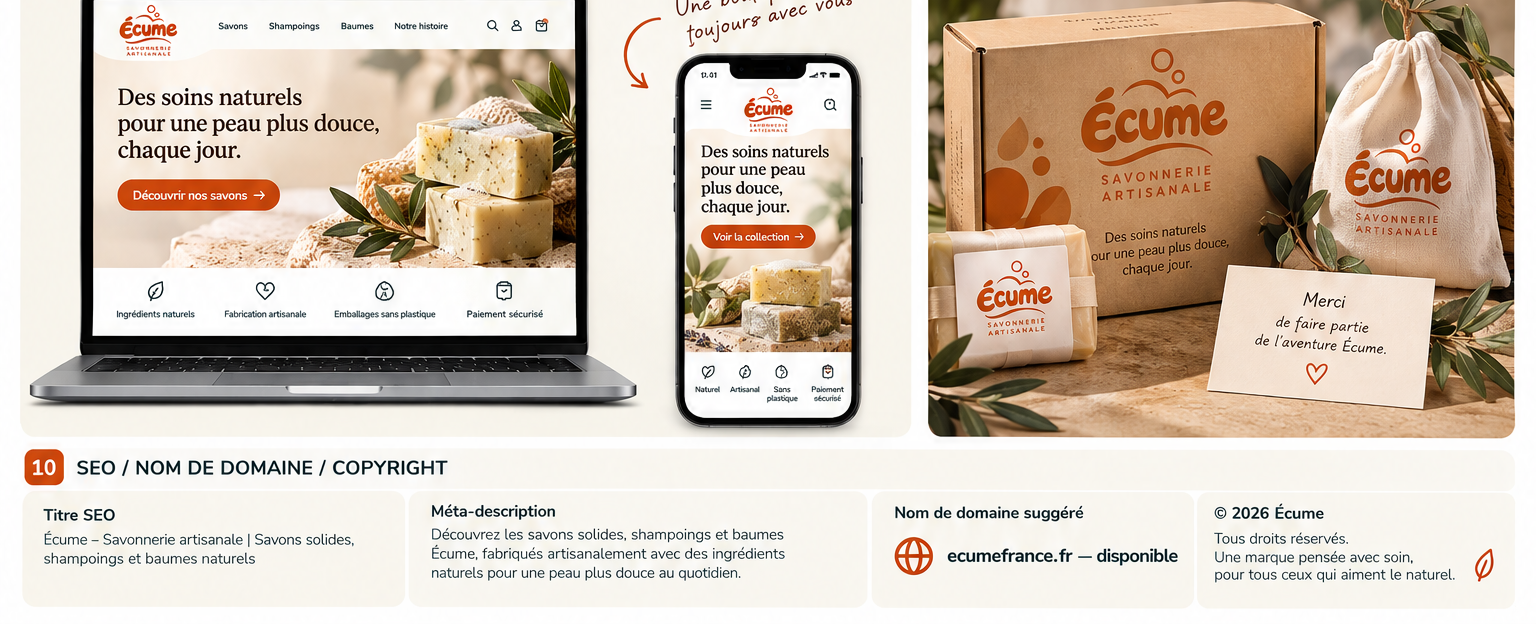 Écume
SAVONNERIE
ARTISANALE
Savons
Shampoings
Baumes
Notre histoire
Des soins naturels
pour une peau plus douce,
chaque jour.
Découvrir nos savons →
Ingrédients naturels
Fabrication artisanale
Emballages sans plastique
Paiement sécurisé
toujours avec vous
Écume
SAVONNERIE
ARTISANALE
Des soins naturels
pour une peau
plus douce,
chaque jour.
Voir la collection →
Naturel
Artisanal
Sans
plastique
Paiement
sécurisé
Écume
SAVONNERIE
ARTISANALE
Des soins naturels
our une peau plus douce,
chaque jour.
Écume
SAVONNERIE
ARTISANALE
Écume
SAVONNERIE
ARTISANALE
Merci
de faire partie
de l'aventure Écume.
10 SEO / NOM DE DOMAINE / COPYRIGHT
Titre SEO
Écume – Savonnerie artisanale | Savons solides,
shampoings et baumes naturels
Méta-description
Découvrez les savons solides, shampoings et baumes
Écume, fabriqués artisanalement avec des ingrédients
naturels pour une peau plus douce au quotidien.
Nom de domaine suggéré
ecumefrance.fr — disponible
© 2026 Écume
Tous droits réservés.
Une marque pensée avec soin,
pour tous ceux qui aiment le naturel.